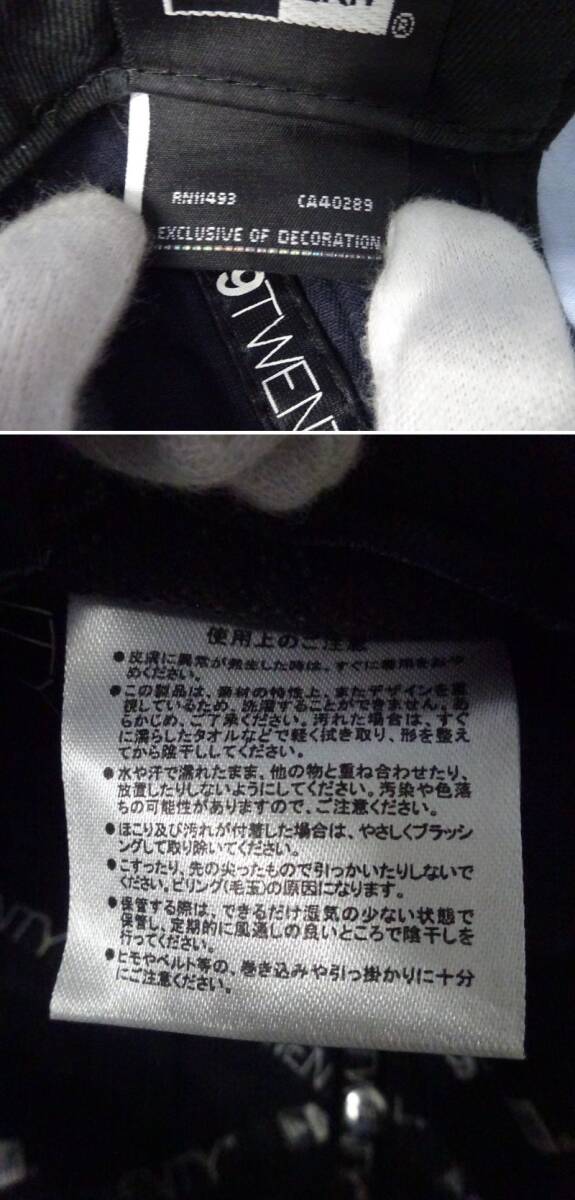 ®
RN11493 CA40289
EXCLUSIVE OF DECORATION
9TWENT
使用上のご注意
●皮膚に異常が発生した時は、すぐに着用をおや
めください。
●この製品は、素材の特性上、またデザインを重
視しているため、洗濯することができません。あ
らかじめ、ご了承ください。汚れた場合は、すぐ
に濡らしたタオルなどで軽く拭き取り、形を整え
てから陰干ししてください。
●水や汗で濡れたまま、他の物と重ね合わせたり、
放置したりしないようにしてください。汚染や色落
ちの可能性がありますので、ご注意ください。
●ほこり及び汚れが付着した場合は、やさしくブラッシ
ングして取り除いてください。
●こすったり、先の尖ったもので引っかいたりしないで
ください。ピリング(毛玉)の原因になります。
●保管する際は、できるだけ湿気の少ない状態で
保管し、定期的に風通しの良いところで陰干しを
行ってください。
●ヒモやベルト等の、巻き込みや引っ掛かりに十分
にご注意ください。
NTY